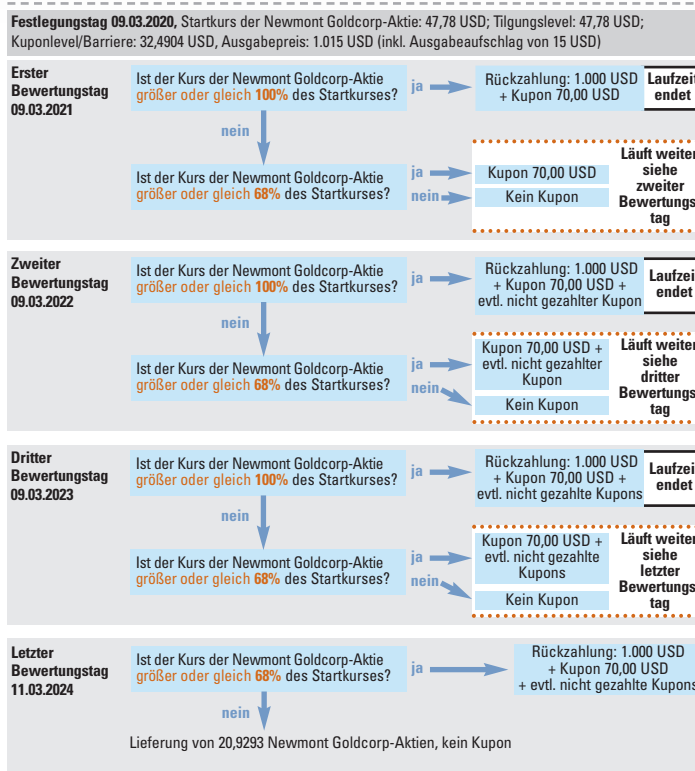 Festlegungstag 09.03.2020, Startkurs der Newmont Goldcorp-Aktie: 47,78 USD; Tilgungslevel: 47,78 USD;
Kuponlevel/Barriere: 32,4904 USD, Ausgabepreis: 1.015 USD (inkl. Ausgabeaufschlag von 15 USD)
Erster
Bewertungstag
09.03.2021
Ist der Kurs der Newmont Goldcorp-Aktie
größer oder gleich 100% des Startkurses?
ja
Rückzahlung: 1.000 USD
+ Kupon 70,00 USD
Laufzeit
endet
nein
Ist der Kurs der Newmont Goldcorp-Aktie
größer oder gleich 68% des Startkurses?
ja
Kupon 70,00 USD
nein
Kein Kupon
Läuft weiter
siehe
zweiter
Bewertungs
tag
Zweiter
Bewertungstag
09.03.2022
Ist der Kurs der Newmont Goldcorp-Aktie
größer oder gleich 100% des Startkurses?
ja
Rückzahlung: 1.000 USD
+ Kupon 70,00 USD +
evtl. nicht gezahlter Kupon
Laufzeit
endet
nein
Ist der Kurs der Newmont Goldcorp-Aktie
größer oder gleich 68% des Startkurses?
ja
Kupon 70,00 USD +
evtl. nicht gezahlter
Kupon
nein
Kein Kupon
Läuft weiter
siehe
dritter
Bewertungs
tag
Dritter
Bewertungstag
09.03.2023
Ist der Kurs der Newmont Goldcorp-Aktie
größer oder gleich 100% des Startkurses?
ja
Rückzahlung: 1.000 USD
+ Kupon 70,00 USD +
evtl. nicht gezahlte Kupons
Laufzeit
endet
nein
Ist der Kurs der Newmont Goldcorp-Aktie
größer oder gleich 68% des Startkurses?
ja
Kupon 70,00 USD +
evtl. nicht gezahlte
Kupons
nein
Kein Kupon
Läuft weiter
siehe
letzter
Bewertungs
tag
Letzter
Bewertungstag
11.03.2024
Ist der Kurs der Newmont Goldcorp-Aktie
größer oder gleich 68% des Startkurses?
ja
Rückzahlung: 1.000 USD
+ Kupon 70,00 USD
+ evtl. nicht gezahlte Kupons
nein
Lieferung von 20,9293 Newmont Goldcorp-Aktien, kein Kupon